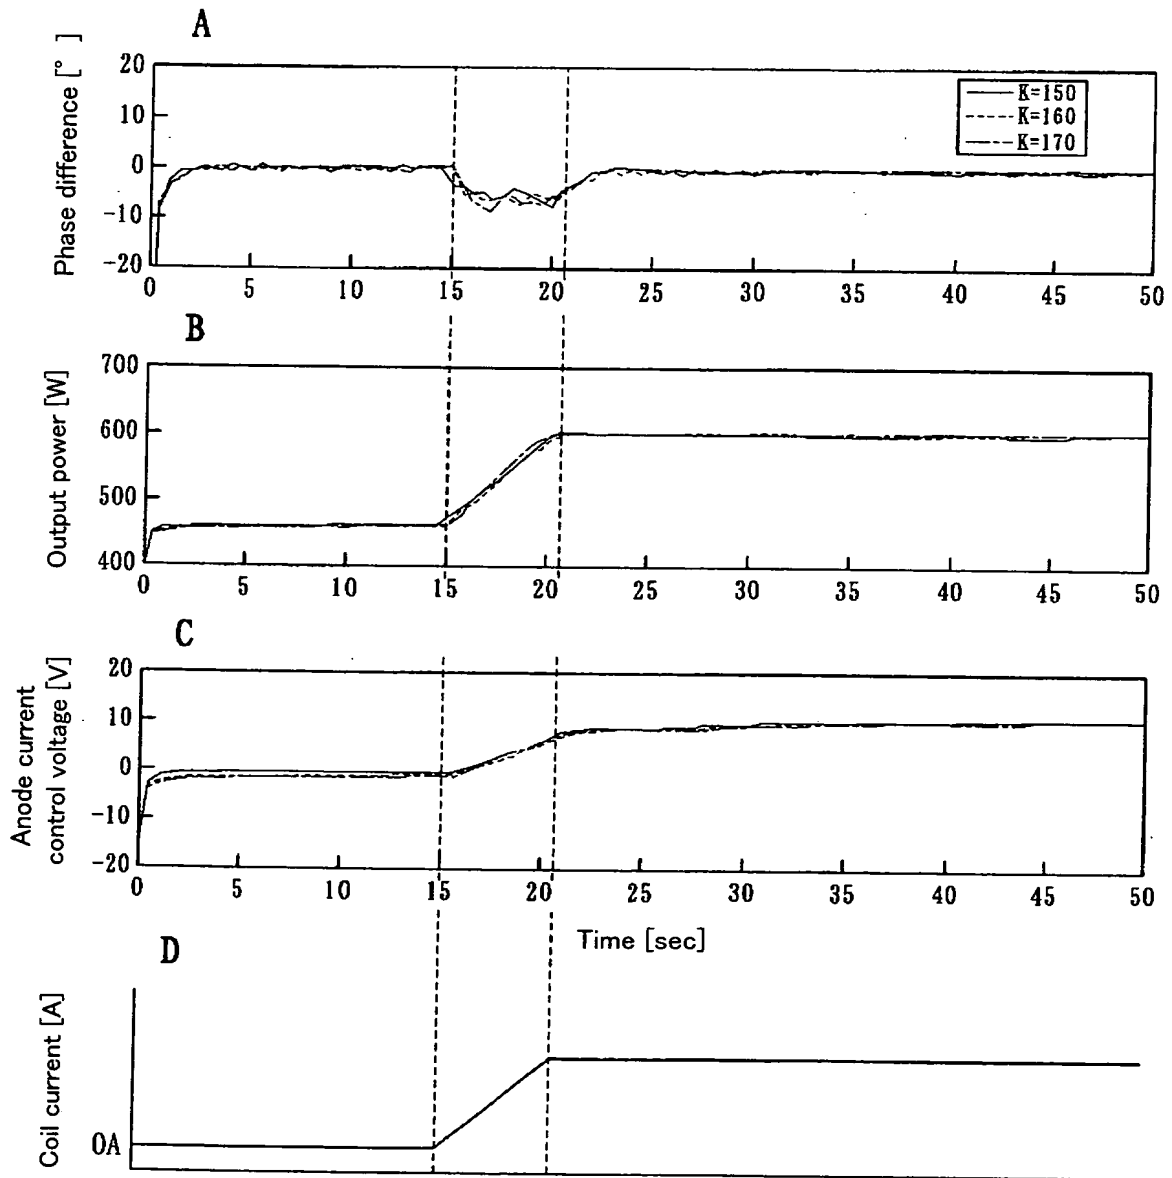 A
Phase difference [° ]
20
10
0
-10
-20
K=150
K=160
K=170
0 5 10 15 20 25 30 35 40 45 50
B
Output power [W]
700
600
500
400
0 5 10 15 20 25 30 35 40 45 50
C
Anode current
control voltage [V]
20
10
0
-10
-20
0 5 10 15 20 25 30 35 40 45 50
Time [sec]
D
Coil current [A]
0A